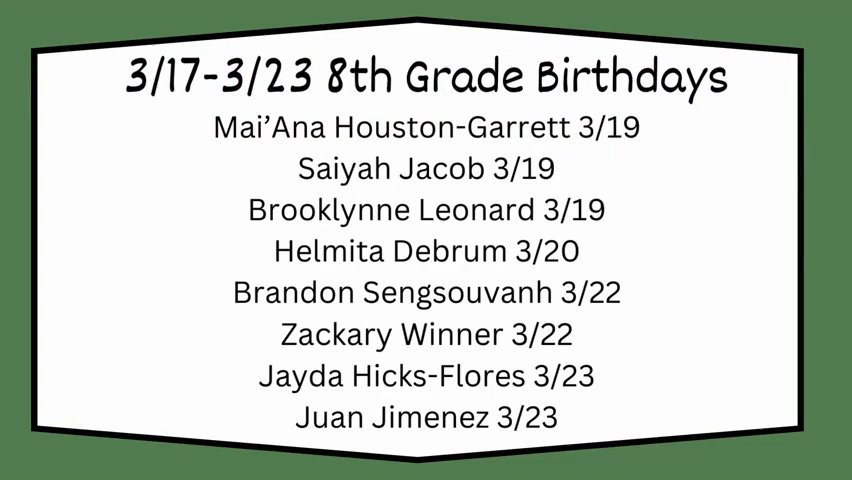 3/17-3/23 8th Grade Birthdays
Mai’Ana Houston-Garrett 3/19
Saiyah Jacob 3/19
Brooklynne Leonard 3/19
Helmita Debrum 3/20
Brandon Sengsouvanh 3/22
Zackary Winner 3/22
Jayda Hicks-Flores 3/23
Juan Jimenez 3/23